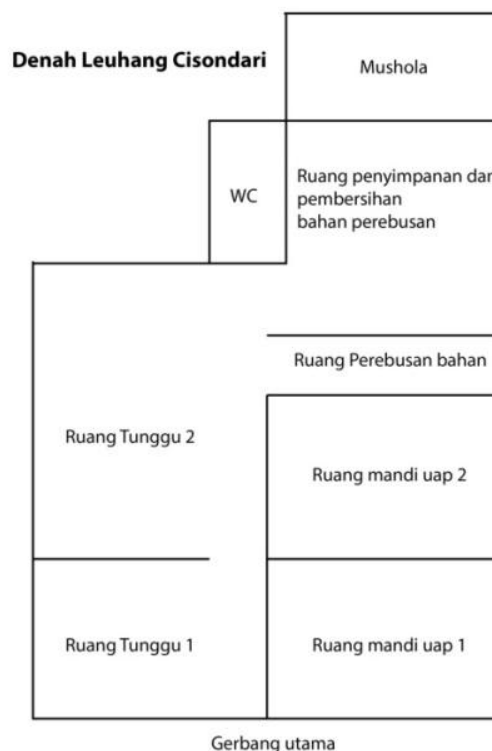 Denah Leuhang Cisondari
Mushola
WC
Ruang penyimpanan dan
pembersihan
bahan perebusan
Ruang Perebusan bahan
Ruang Tunggu 2
Ruang mandi uap 2
Ruang Tunggu 1
Ruang mandi uap 1
Gerbang utama